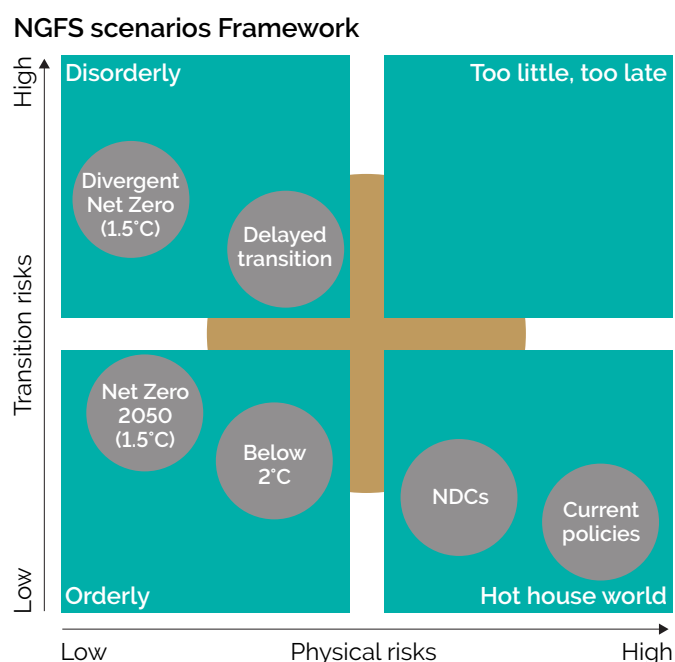 NGFS scenarios Framework
High
Transition risks
Low
Disorderly
Too little, too late
Divergent
Net Zero
(1.5°C)
Delayed
transition
Net Zero
2050
(1.5°C)
Below
2°C
NDCs
Current
policies
Orderly
Hot house world
Low
Physical risks
High